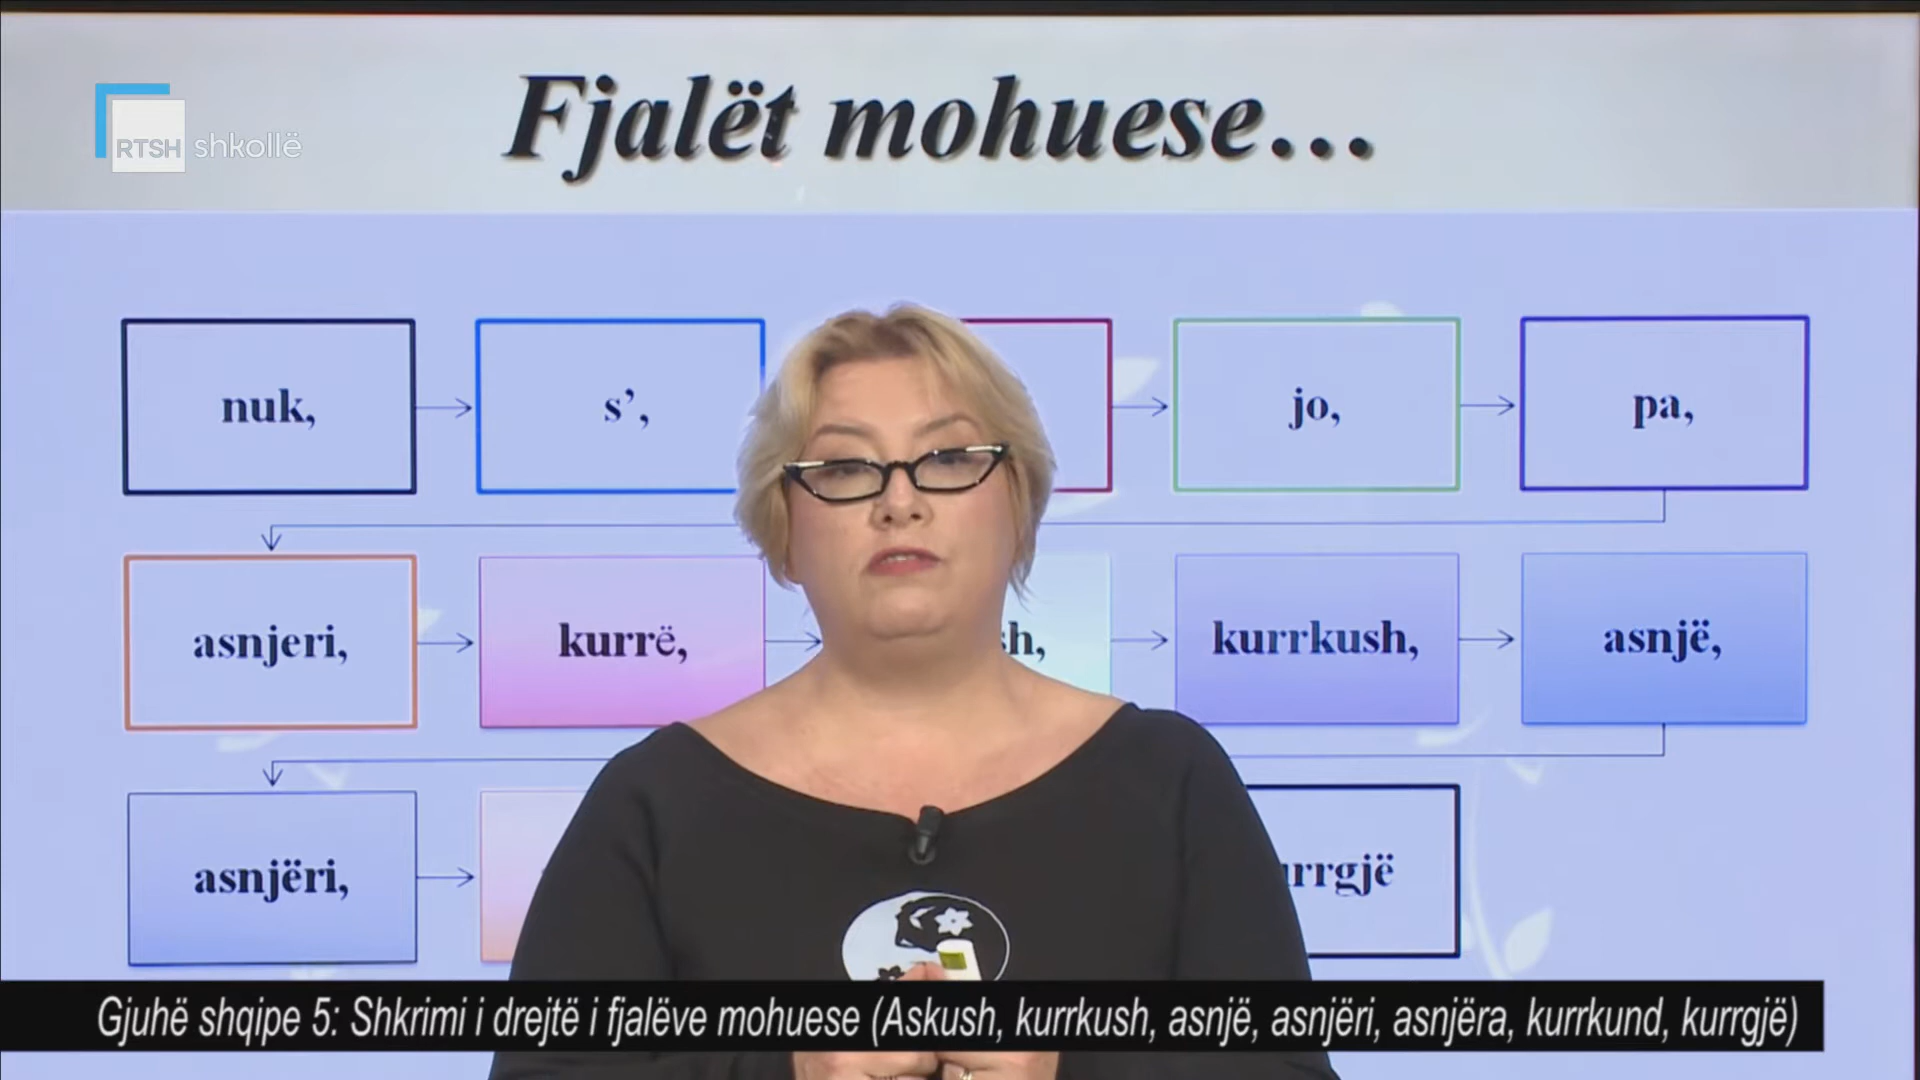 RTSH shkollë
Fjalët mohuese...
nuk,
s’,
jo,
pa,
asnjeri,
kurrë,
kurrkush,
asnjë,
asnjëri,
Gjuhë shqipe 5: Shkrimi i drejtë i fjalëve mohuese (Askush, kurrkush, asnjë, asnjëri, asnjëra, kurrkund, kurrgjë)